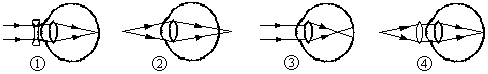 ① ② ③ ④